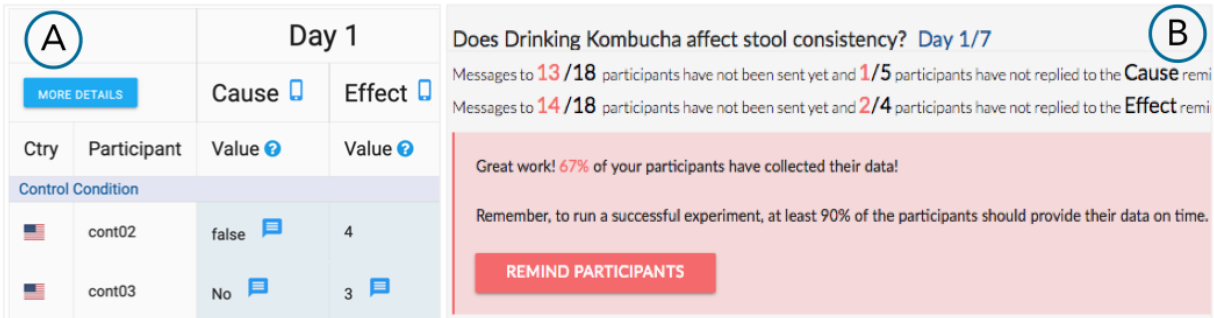 A
Day 1
MORE DETAILS
Cause
Effect
Ctry
Participant
Value
Value
Control Condition
cont02
false
4
cont03
No
3
B
Does Drinking Kombucha affect stool consistency? Day 1/7
Messages to 13/18 participants have not been sent yet and 1/5 participants have not replied to the Cause remi
Messages to 14/18 participants have not been sent yet and 2/4 participants have not replied to the Effect remi
Great work! 67% of your participants have collected their data!
Remember, to run a successful experiment, at least 90% of the participants should provide their data on time.
REMIND PARTICIPANTS